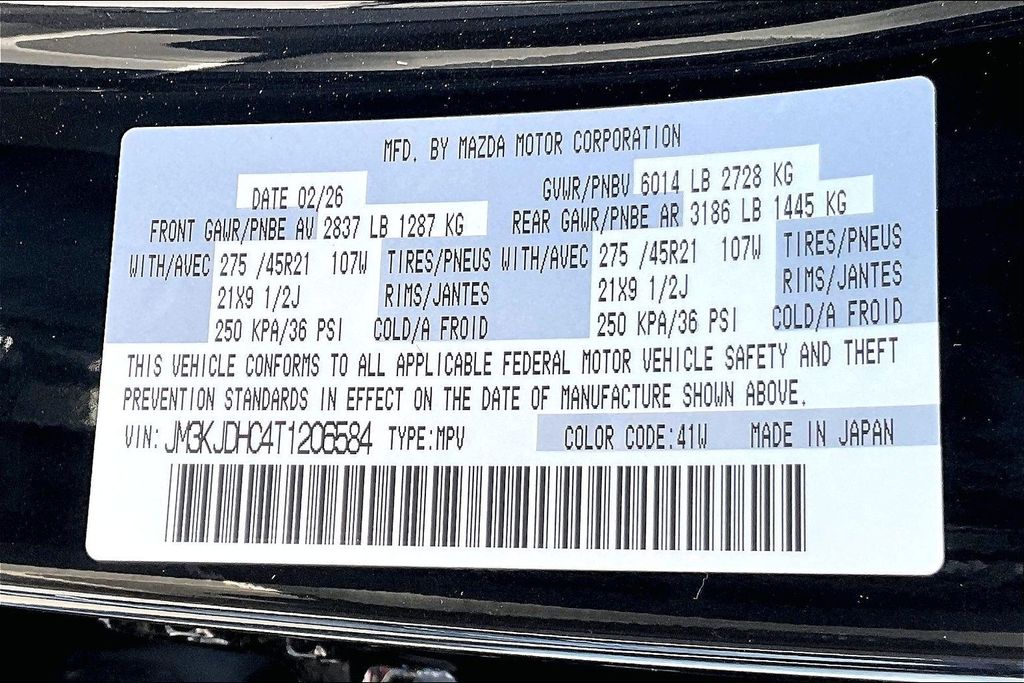 MFD. BY MAZDA MOTOR CORPORATION
DATE 02/26 GVWR/PNBV 6014 LB 2728 KG
FRONT GAWR/PNBE AV 2837 LB 1287 KG REAR GAWR/PNBE AR 3186 LB 1445 KG
WITH/AVEC 275 /45R21 107W TIRES/PNEUS WITH/AVEC 275 /45R21 107W TIRES/PNEUS
21X9 1/2J RIMS/JANTES 21X9 1/2J RIMS/JANTES
250 KPA/36 PSI COLD/A FROID 250 KPA/36 PSI COLD/A FROID
THIS VEHICLE CONFORMS TO ALL APPLICABLE FEDERAL MOTOR VEHICLE SAFETY AND THEFT
PREVENTION STANDARDS IN EFFECT ON THE DATE OF MANUFACTURE SHOWN ABOVE.
VIN: JM3KJDHC4T1206584 TYPE:MPV COLOR CODE:41W MADE IN JAPAN